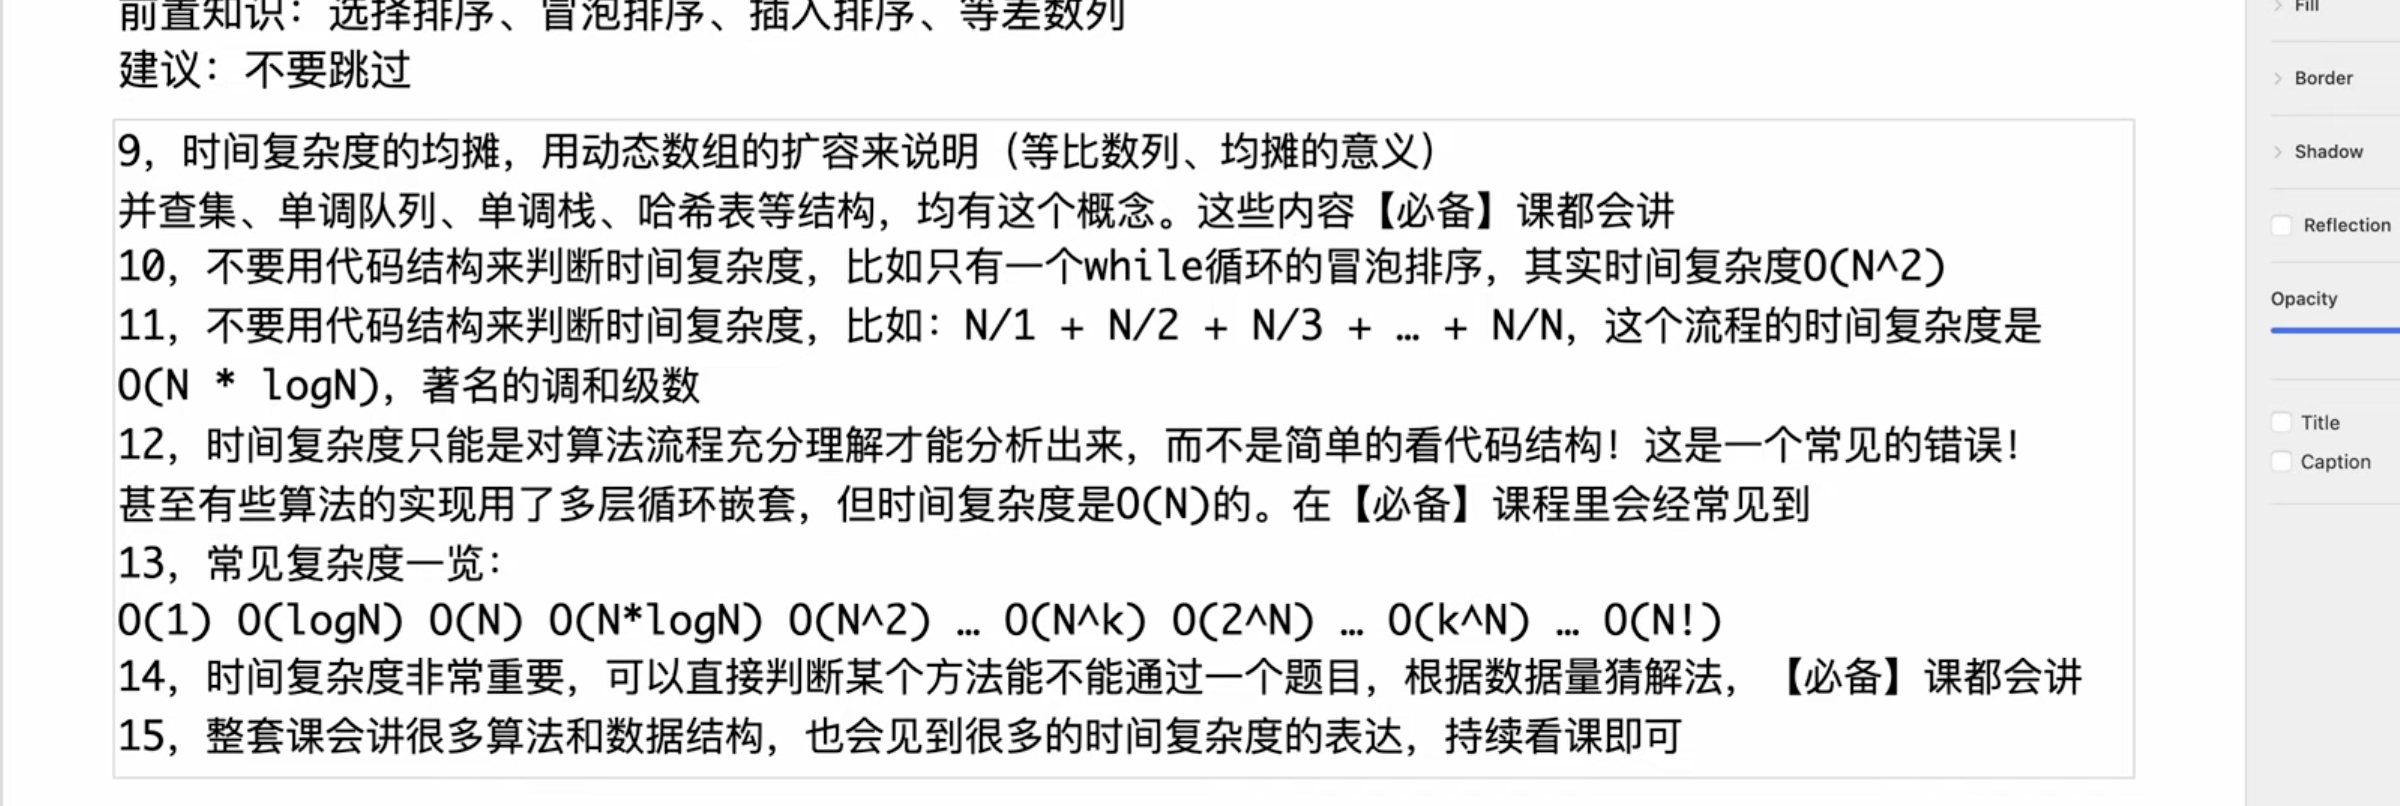 前置知识：选择排序、冒泡排序、插入排序、等差数列
建议：不要跳过
9，时间复杂度的均摊，用动态数组的扩容来说明（等比数列、均摊的意义）
并查集、单调队列、单调栈、哈希表等结构，均有这个概念。这些内容【必备】课都会讲
10，不要用代码结构来判断时间复杂度，比如只有一个while循环的冒泡排序，其实时间复杂度O(N^2)
11，不要用代码结构来判断时间复杂度，比如：N/1 + N/2 + N/3 + … + N/N，这个流程的时间复杂度是
O(N * logN)，著名的调和级数
12，时间复杂度只能是对算法流程充分理解才能分析出来，而不是简单的看代码结构！这是一个常见的错误！
甚至有些算法的实现用了多层循环嵌套，但时间复杂度是O(N)的。在【必备】课程里会经常见到
13，常见复杂度一览：
O(1) O(logN) O(N) O(N*logN) O(N^2) … O(N^k) O(2^N) … O(k^N) … O(N!)
14，时间复杂度非常重要，可以直接判断某个方法能不能通过一个题目，根据数据量猜解法，【必备】课都会讲
15，整套课会讲很多算法和数据结构，也会见到很多的时间复杂度的表达，持续看课即可
Fill
Border
Shadow
Reflection
Opacity
Title
Caption